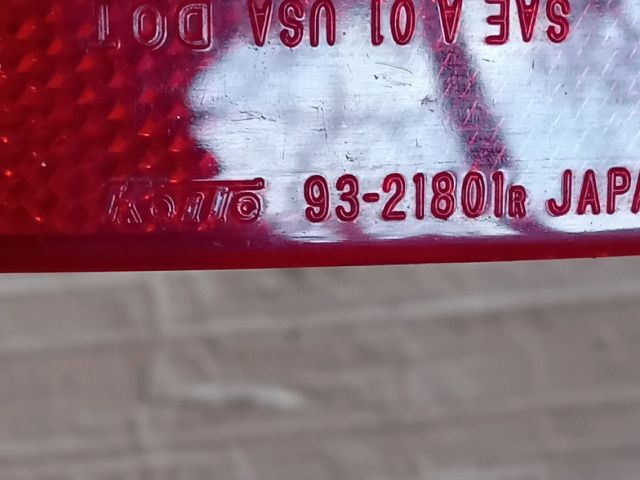 SAE A 01 USA DOT
Koito 93-21801R JAPA